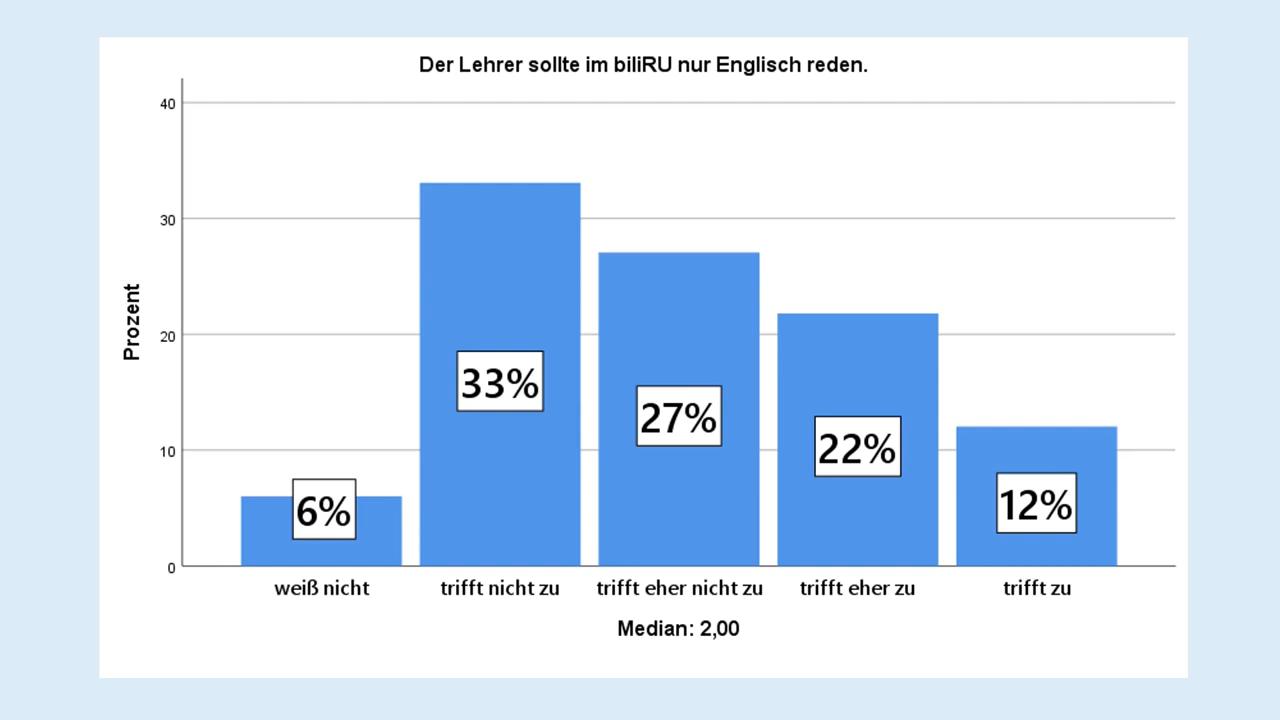 Der Lehrer sollte im biliRU nur Englisch reden.
Prozent
40
30
20
10
0
6%
33%
27%
22%
12%
weiß nicht
trifft nicht zu
trifft eher nicht zu
trifft eher zu
trifft zu
Median: 2,00